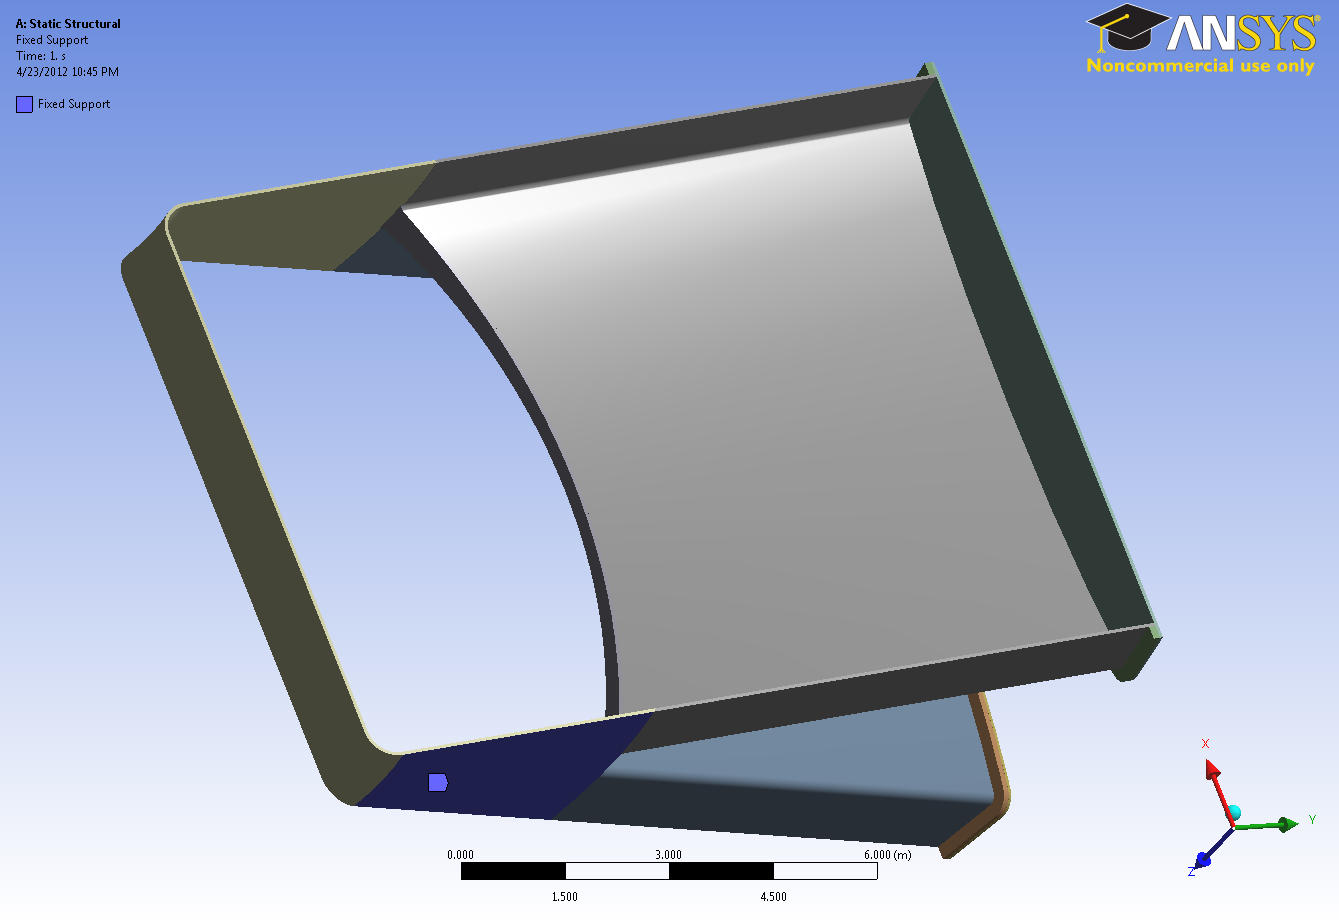 A: Static Structural
Fixed Support
Time: 1. s
4/23/2012 10:45 PM
Fixed Support
ANSYS
Noncommercial use only
0.000 3.000 6.000 (m)
1.500 4.500
X
Y
Z